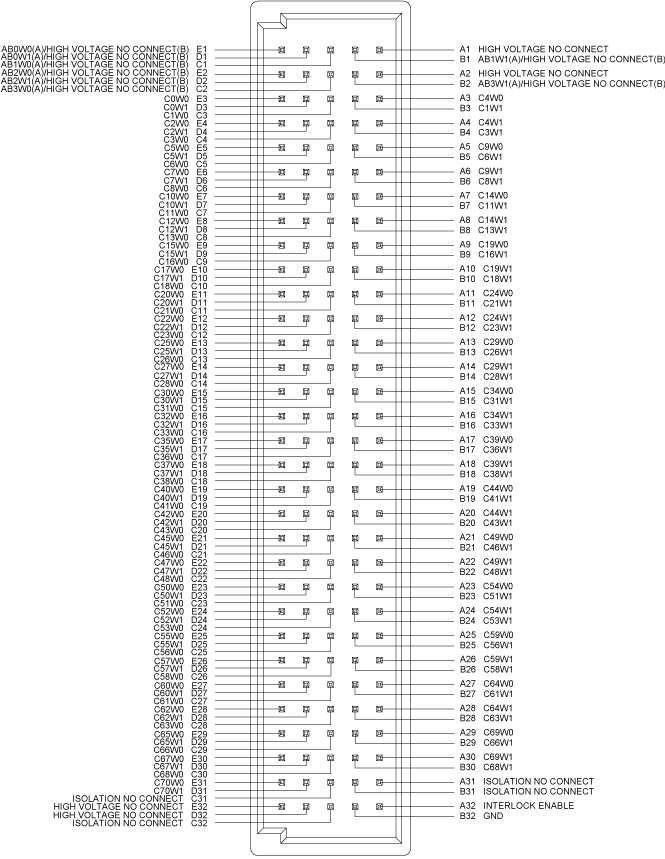 AB0W0(A)/HIGH VOLTAGE NO CONNECT(B) E1
AB0W1(A)/HIGH VOLTAGE NO CONNECT(B) D1
AB1W0(A)/HIGH VOLTAGE NO CONNECT(B) C1
AB2W0(A)/HIGH VOLTAGE NO CONNECT(B) E2
AB2W1(A)/HIGH VOLTAGE NO CONNECT(B) D2
AB3W0(A)/HIGH VOLTAGE NO CONNECT(B) C2
C0W0 E3
C0W1 D3
C1W0 C3
C2W0 E4
C2W1 D4
C3W0 C4
C5W0 E5
C5W1 D5
C6W0 C5
C7W0 E6
C7W1 D6
C8W0 C6
C10W0 E7
C10W1 D7
C11W0 C7
C12W0 E8
C12W1 D8
C13W0 C8
C15W0 E9
C15W1 D9
C16W0 C9
C17W0 E10
C17W1 D10
C18W0 C10
C20W0 E11
C20W1 D11
C21W0 C11
C22W0 E12
C22W1 D12
C23W0 C12
C25W0 E13
C25W1 D13
C26W0 C13
C27W0 E14
C27W1 D14
C28W0 C14
C30W0 E15
C30W1 D15
C31W0 C15
C32W0 E16
C32W1 D16
C33W0 C16
C35W0 E17
C35W1 D17
C36W0 C17
C37W0 E18
C37W1 D18
C38W0 C18
C40W0 E19
C40W1 D19
C41W0 C19
C42W0 E20
C42W1 D20
C43W0 C20
C45W0 E21
C45W1 D21
C46W0 C21
C47W0 E22
C47W1 D22
C48W0 C22
C50W0 E23
C50W1 D23
C51W0 C23
C52W0 E24
C52W1 D24
C53W0 C24
C55W0 E25
C55W1 D25
C56W0 C25
C57W0 E26
C57W1 D26
C58W0 C26
C60W0 E27
C60W1 D27
C61W0 C27
C62W0 E28
C62W1 D28
C63W0 C28
C65W0 E29
C65W1 D29
C66W0 C29
C67W0 E30
C67W1 D30
C68W0 C30
C70W0 E31
C70W1 D31
ISOLATION NO CONNECT C31
HIGH VOLTAGE NO CONNECT E32
HIGH VOLTAGE NO CONNECT D32
ISOLATION NO CONNECT C32
A1 HIGH VOLTAGE NO CONNECT
B1 AB1W1(A)/HIGH VOLTAGE NO CONNECT(B)
A2 HIGH VOLTAGE NO CONNECT
B2 AB3W1(A)/HIGH VOLTAGE NO CONNECT(B)
A3 C4W0
B3 C1W1
A4 C4W1
B4 C3W1
A5 C9W0
B5 C6W1
A6 C9W1
B6 C8W1
A7 C14W0
B7 C11W1
A8 C14W1
B8 C13W1
A9 C19W0
B9 C16W1
A10 C19W1
B10 C18W1
A11 C24W0
B11 C21W1
A12 C24W1
B12 C23W1
A13 C29W0
B13 C26W1
A14 C29W1
B14 C28W1
A15 C34W0
B15 C31W1
A16 C34W1
B16 C33W1
A17 C39W0
B17 C36W1
A18 C39W1
B18 C38W1
A19 C44W0
B19 C41W1
A20 C44W1
B20 C43W1
A21 C49W0
B21 C46W1
A22 C49W1
B22 C48W1
A23 C54W0
B23 C51W1
A24 C54W1
B24 C53W1
A25 C59W0
B25 C56W1
A26 C59W1
B26 C58W1
A27 C64W0
B27 C61W1
A28 C64W1
B28 C63W1
A29 C69W0
B29 C66W1
A30 C69W1
B30 C68W1
A31 ISOLATION NO CONNECT
B31 ISOLATION NO CONNECT
A32 INTERLOCK ENABLE
B32 GND